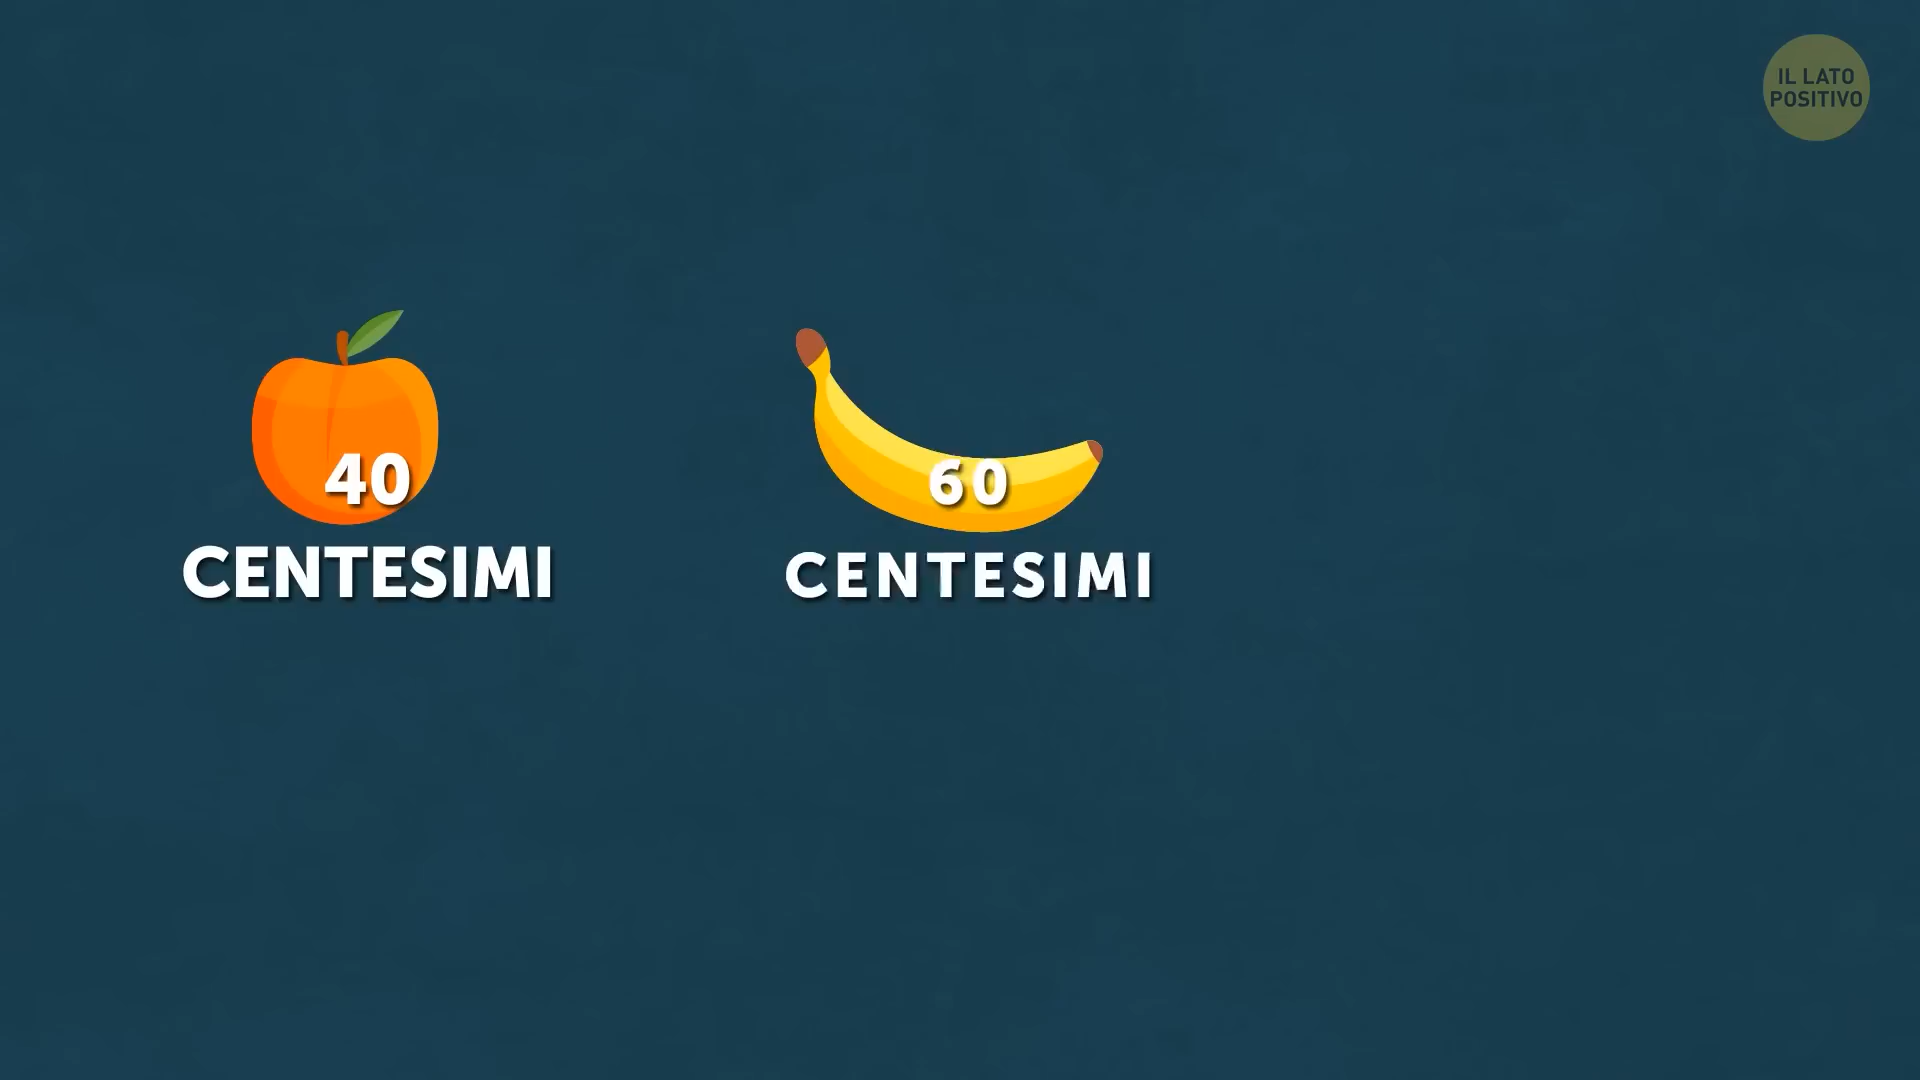 IL LATO
POSITIVO
40
CENTESIMI
60
CENTESIMI